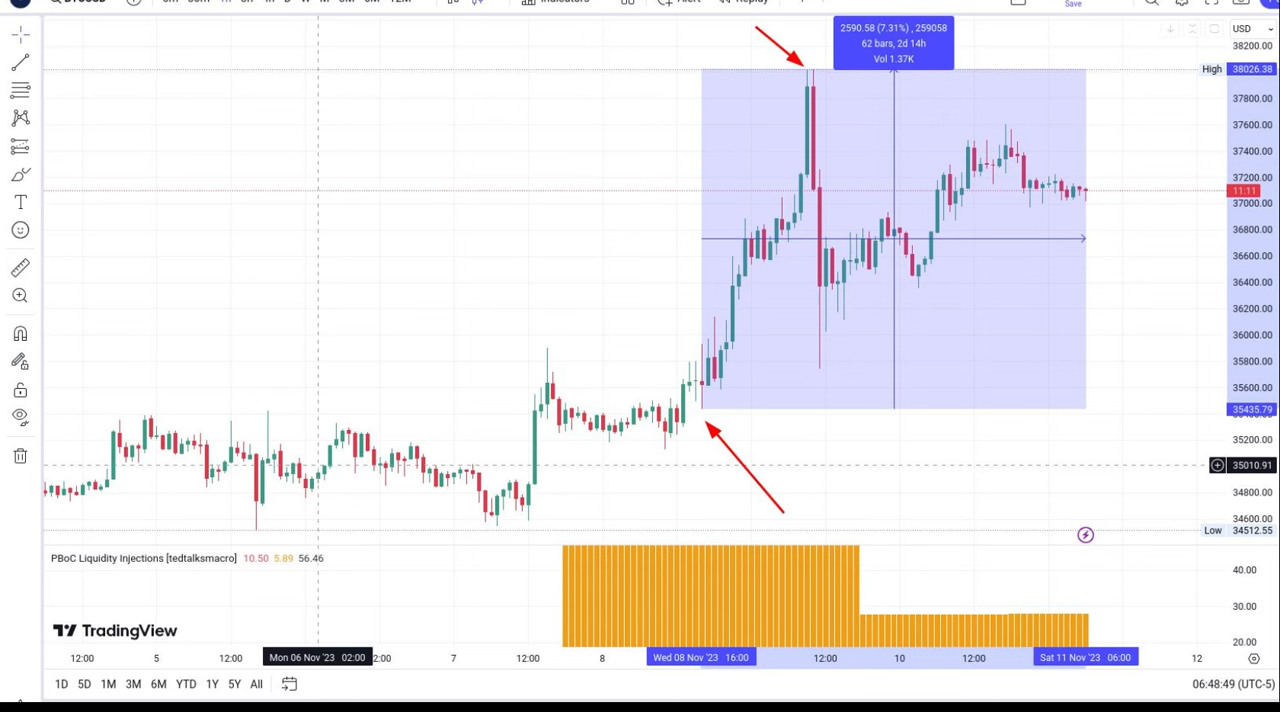 USD
2590.58 (7.31%) , 259058
62 bars, 2d 14h
Vol 1.37K
Save
38200.00
High 38026.38
37800.00
37600.00
37400.00
37200.00
11:11
37000.00
36800.00
36600.00
36400.00
36200.00
36000.00
35800.00
35600.00
35435.79
35200.00
35010.91
34800.00
34600.00
Low 34512.55
PBoC Liquidity Injections [tedtalksmacro] 10.50 5.89 56.46
40.00
30.00
20.00
TradingView
12:00 5 12:00 Mon 06 Nov '23 02:00 2:00 7 12:00 8 Wed 08 Nov '23 16:00 12:00 10 12:00 Sat 11 Nov '23 06:00 12
1D 5D 1M 3M 6M YTD 1Y 5Y All 06:48:49 (UTC-5)